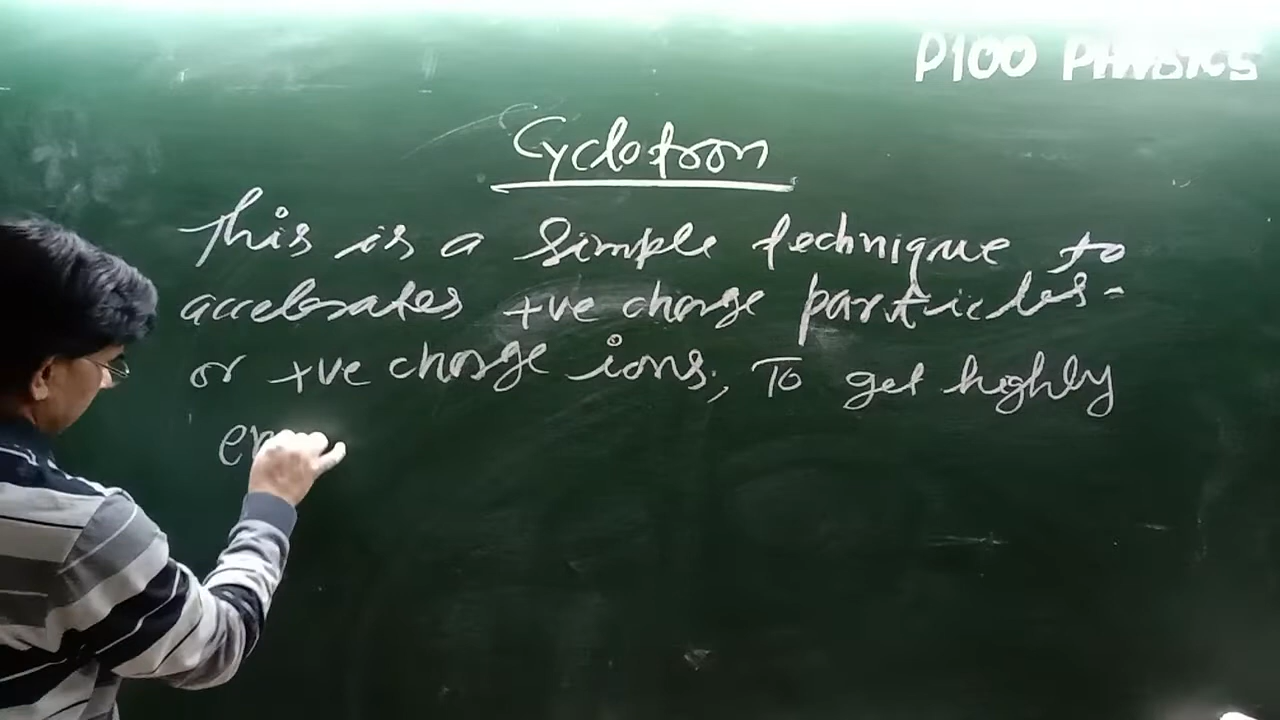 P100 PHYSICS
Cyclotron
This is a simple technique to
accelerates +ve charge particles-
or +ve charge ions, To get highly